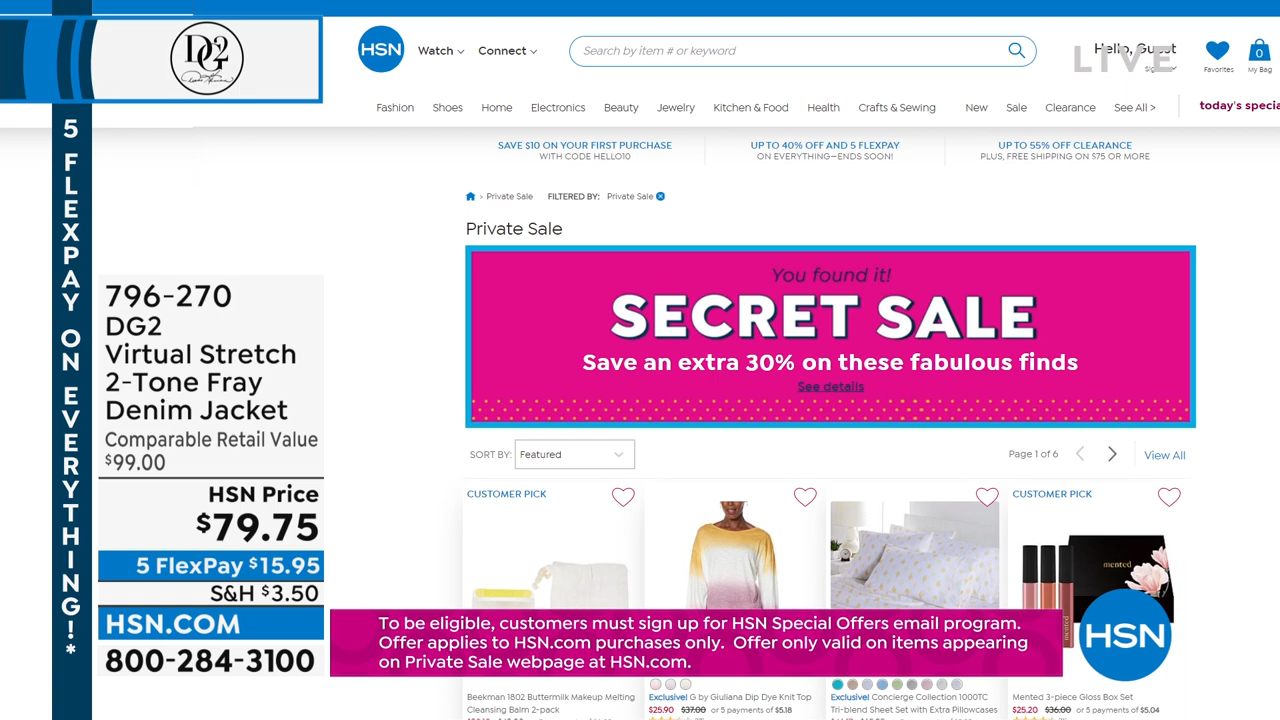 DG2
5 FLEXPAY ON EVERYTHING!*
796-270
DG2
Virtual Stretch
2-Tone Fray
Denim Jacket
Comparable Retail Value
$99.00
HSN Price
$79.75
5 FlexPay $15.95
S&H $3.50
HSN.COM
800-284-3100
HSN
Watch
Connect
Search by item # or keyword
Hello, Guest
LIVE
Favorites
0
My Bag
Fashion Shoes Home Electronics Beauty Jewelry Kitchen & Food Health Crafts & Sewing New Sale Clearance See All > today's specia
SAVE $10 ON YOUR FIRST PURCHASE
WITH CODE HELLO10
UP TO 40% OFF AND 5 FLEXPAY
ON EVERYTHING—ENDS SOON!
UP TO 55% OFF CLEARANCE
PLUS, FREE SHIPPING ON $75 OR MORE
> Private Sale FILTERED BY: Private Sale
Private Sale
You found it!
SECRET SALE
Save an extra 30% on these fabulous finds
See details
SORT BY: Featured
Page 1 of 6
View All
CUSTOMER PICK
CUSTOMER PICK
mented
mented
To be eligible, customers must sign up for HSN Special Offers email program.
Offer applies to HSN.com purchases only. Offer only valid on items appearing
on Private Sale webpage at HSN.com.
HSN
Beekman 1802 Buttermilk Makeup Melting
Cleansing Balm 2-pack
Exclusive! G by Giuliana Dip Dye Knit Top
$25.90 $37.00 or 5 payments of $5.18
Exclusive! Concierge Collection 1000TC
Tri-blend Sheet Set with Extra Pillowcases
Mented 3-piece Gloss Box Set
$25.20 $36.00 or 5 payments of $5.04